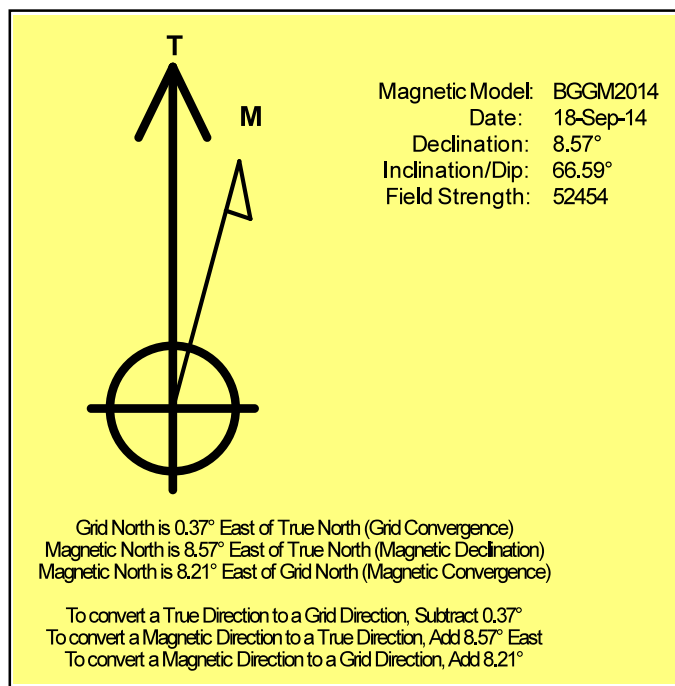 T
M
Magnetic Model: BGGM2014
Date: 18-Sep-14
Declination: 8.57°
Inclination/Dip: 66.59°
Field Strength: 52454
Grid North is 0.37° East of True North (Grid Convergence)
Magnetic North is 8.57° East of True North (Magnetic Declination)
Magnetic North is 8.21° East of Grid North (Magnetic Convergence)
To convert a True Direction to a Grid Direction, Subtract 0.37°
To convert a Magnetic Direction to a True Direction, Add 8.57° East
To convert a Magnetic Direction to a Grid Direction, Add 8.21°